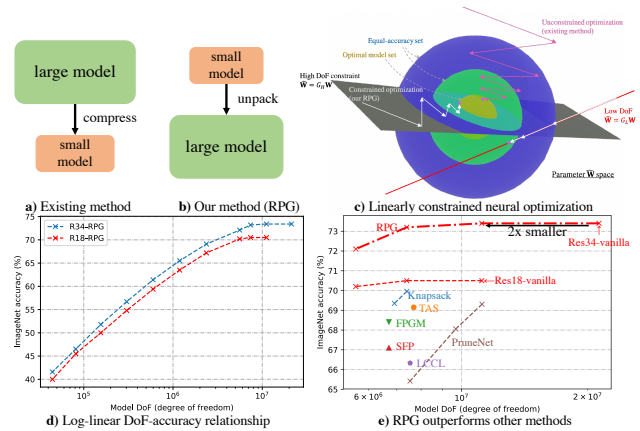 large model
compress
small
model
a) Existing method
small
model
unpack
large model
b) Our method (RPG)
Equal-accuracy set
Optimal model set
High DoF constraint
Constrained optimization
(our RPG)
Unconstrained optimization
(existing method)
Low DoF
Parameter W space
c) Linearly constrained neural optimization
75
70
65
60
55
50
45
40
ImageNet accuracy (%)
R34-RPG
R18-RPG
10^5
10^6
10^7
Model DoF (degree of freedom)
d) Log-linear DoF-accuracy relationship
73
72
71
70
69
68
67
66
65
ImageNet accuracy (%)
RPG
2x smaller
Res34-vanilla
Res18-vanilla
Knapsack
TAS
FPGM
SFP
PruneNet
LCCL
6 × 10^6
10^7
2 × 10^7
Model DoF (degree of freedom)
e) RPG outperforms other methods